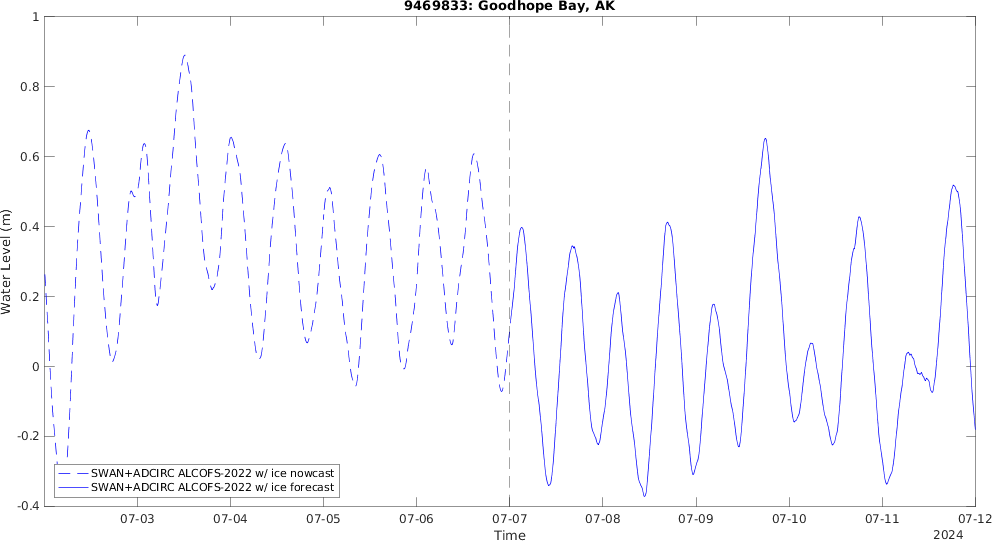 9469833: Goodhope Bay, AK
Water Level (m)
1
0.8
0.6
0.4
0.2
0
-0.2
-0.4
SWAN+ADCIRC ALCOFS-2022 w/ ice nowcast
SWAN+ADCIRC ALCOFS-2022 w/ ice forecast
07-03 07-04 07-05 07-06 07-07 07-08 07-09 07-10 07-11 07-12
Time
2024